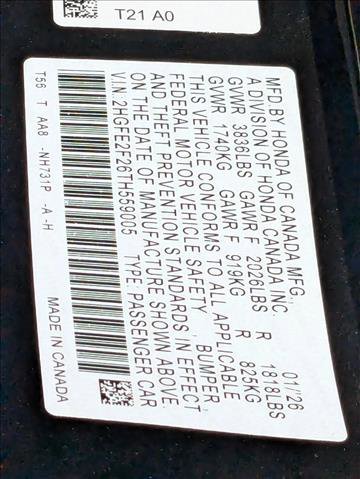 T21 A0
MFD.BY HONDA OF CANADA MFG., 01/26
A DIVISION OF HONDA CANADA INC.
GVWR 3836LBS GAWR F 2026LBS R 1818LBS
GVWR 1740KG GAWR F 919KG R 825KG
THIS VEHICLE CONFORMS TO ALL APPLICABLE
FEDERAL MOTOR VEHICLE SAFETY, BUMPER,
AND THEFT PREVENTION STANDARDS IN EFFECT
ON THE DATE OF MANUFACTURE SHOWN ABOVE.
V.I.N. 2HGFE2F26TH559005 TYPE: PASSENGER CAR
T56 T AA8 -NH731P -A -H MADE IN CANADA